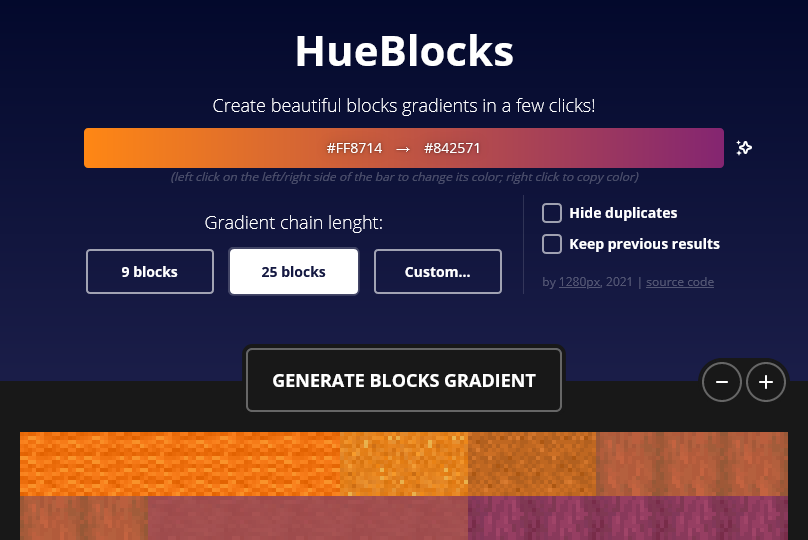 HueBlocks
Create beautiful blocks gradients in a few clicks!
#FF8714 → #842571
(left click on the left/right side of the bar to change its color; right click to copy color)
Gradient chain lenght:
9 blocks
25 blocks
Custom...
Hide duplicates
Keep previous results
by 1280px, 2021 | source code
GENERATE BLOCKS GRADIENT